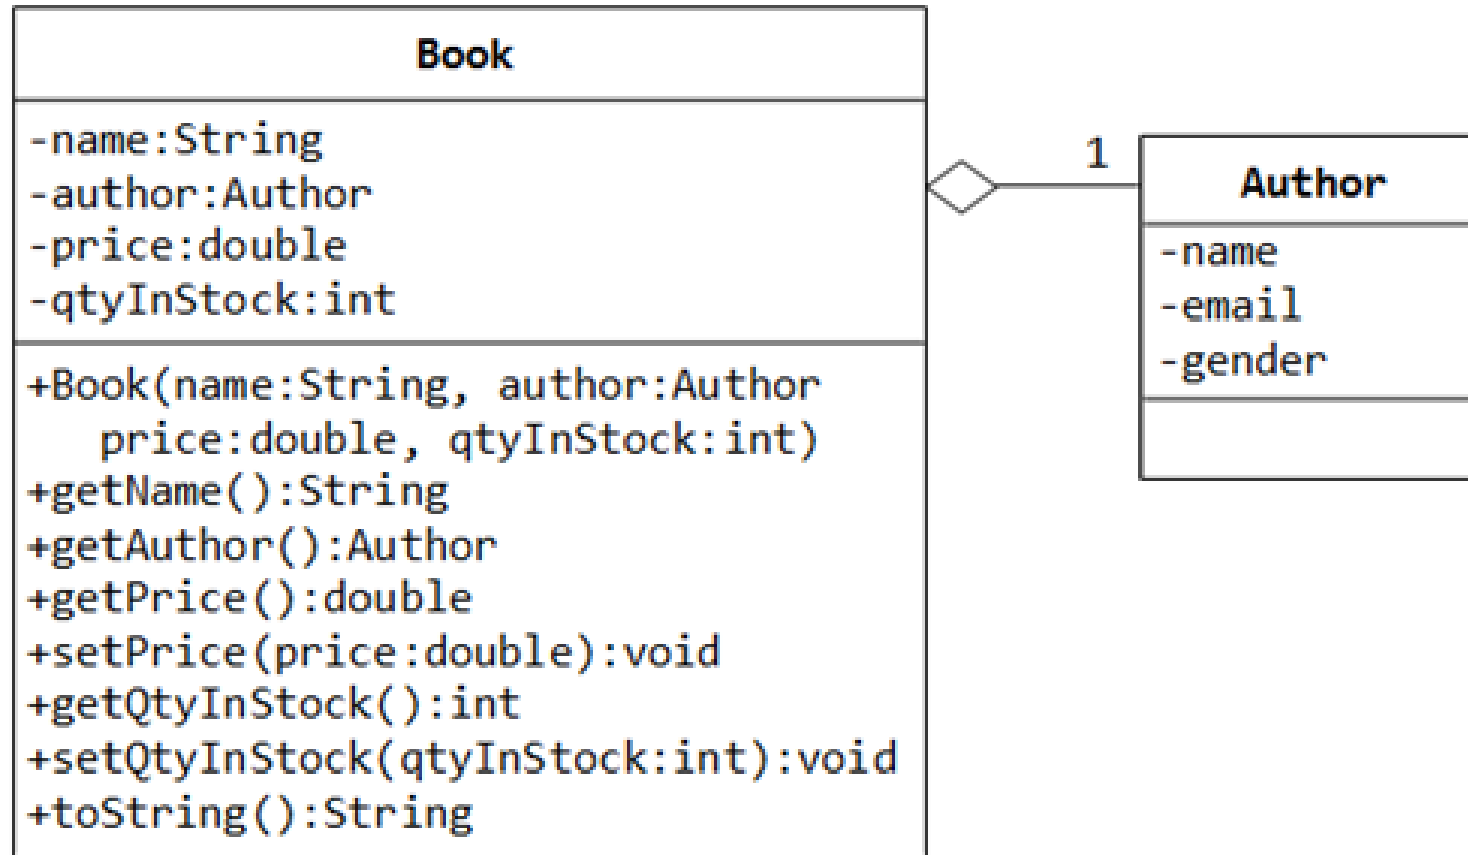 Book
-name:String
-author:Author
-price:double
-qtyInStock:int
+Book(name:String, author:Author
price:double, qtyInStock:int)
+getName():String
+getAuthor():Author
+getPrice():double
+setPrice(price:double):void
+getQtyInStock():int
+setQtyInStock(qtyInStock:int):void
+toString():String
1
Author
-name
-email
-gender